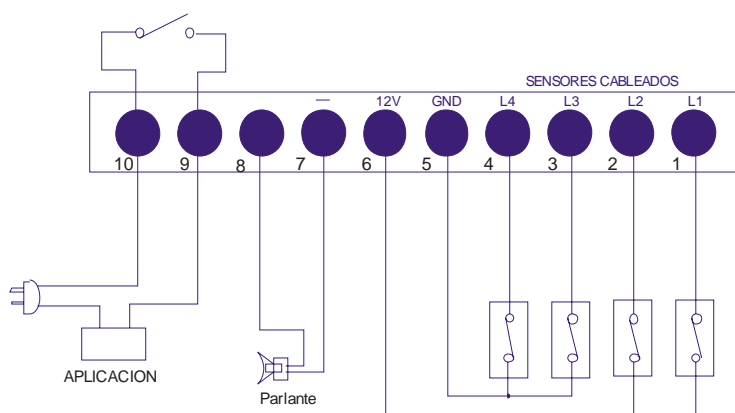 SENSORES CABLEADOS
— 12V GND L4 L3 L2 L1
10 9 8 7 6 5 4 3 2 1
APLICACION
Parlante